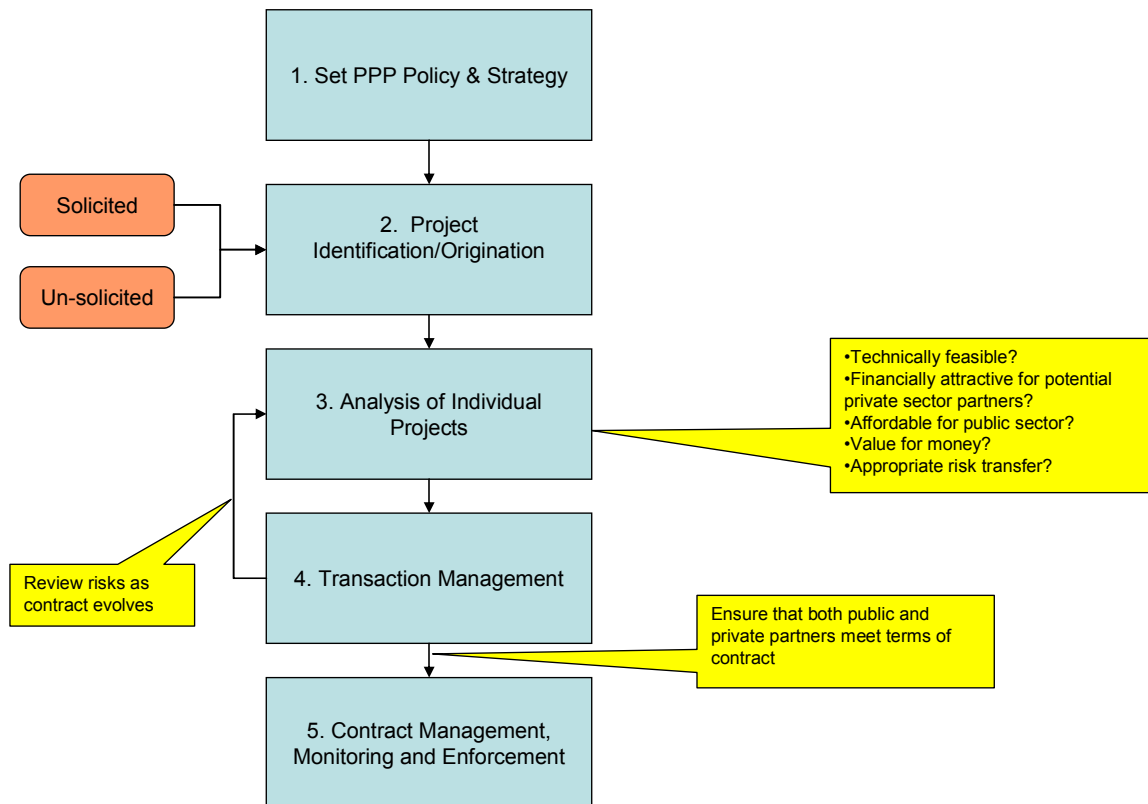 1. Set PPP Policy & Strategy
Solicited
Un-solicited
2. Project
Identification/Origination
3. Analysis of Individual
Projects
•Technically feasible?
•Financially attractive for potential
private sector partners?
•Affordable for public sector?
•Value for money?
•Appropriate risk transfer?
Review risks as
contract evolves
4. Transaction Management
Ensure that both public and
private partners meet terms of
contract
5. Contract Management,
Monitoring and Enforcement